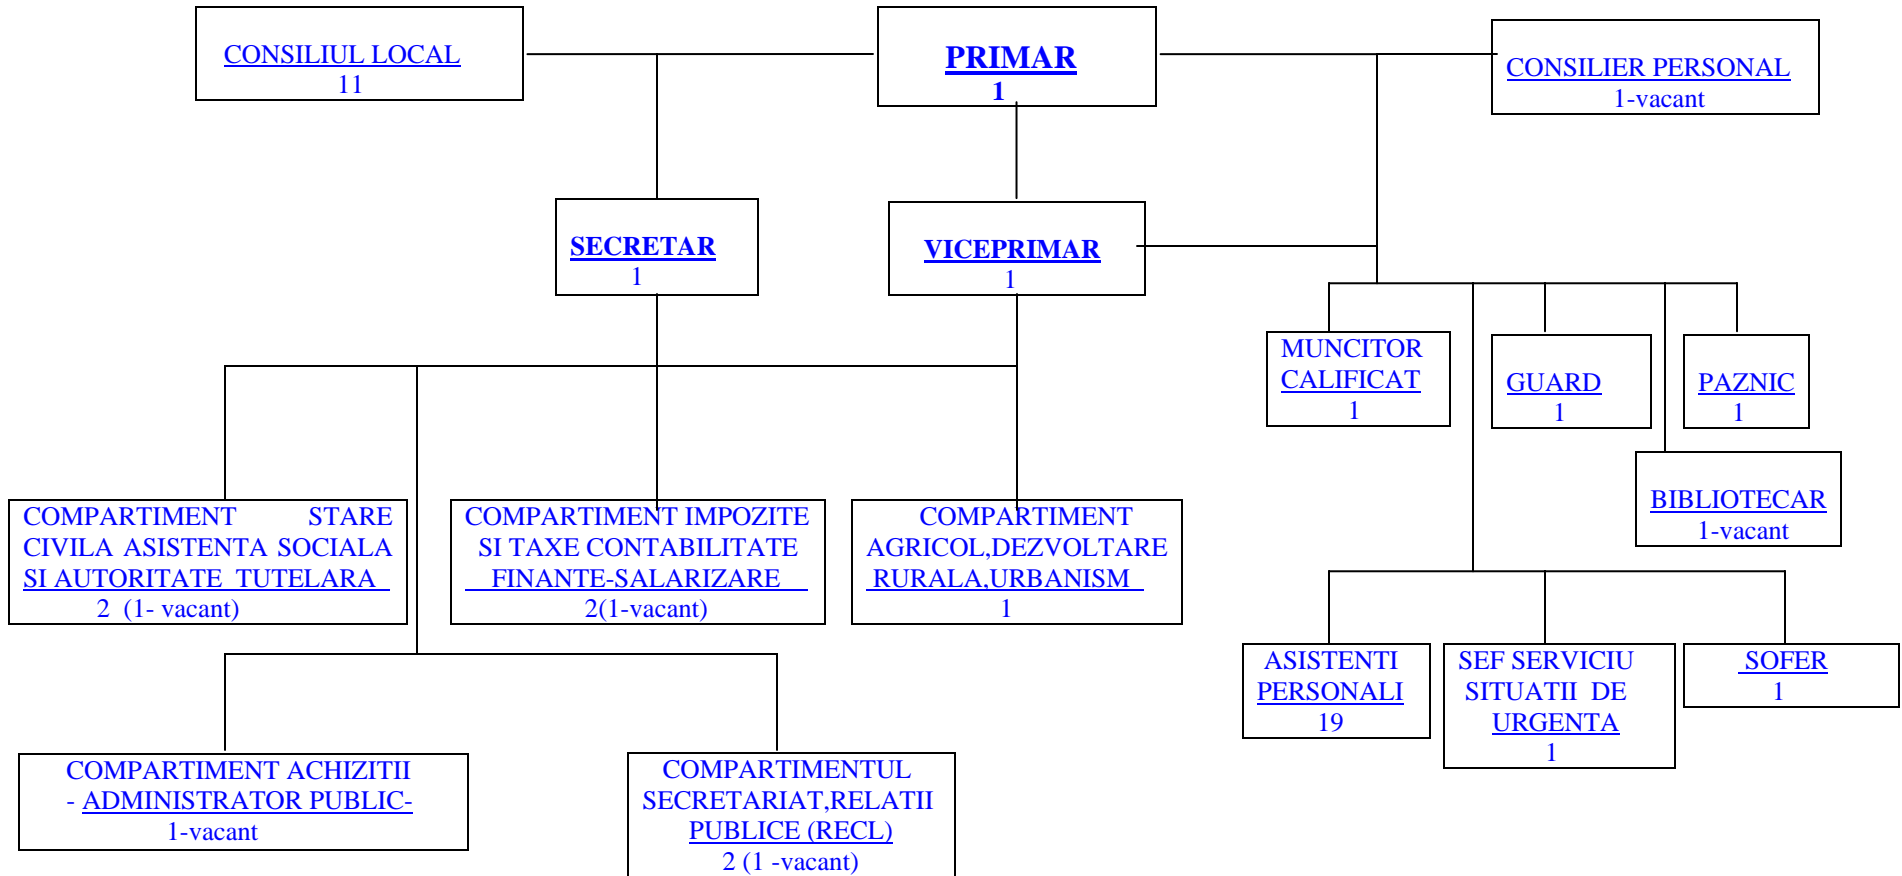 CONSILIUL LOCAL
11
PRIMAR
1
CONSILIER PERSONAL
1-vacant
SECRETAR
1
VICEPRIMAR
1
MUNCITOR
CALIFICAT
1
GUARD
1
PAZNIC
1
BIBLIOTECAR
1-vacant
COMPARTIMENT STARE
CIVILA ASISTENTA SOCIALA
SI AUTORITATE TUTELARA
2 (1- vacant)
COMPARTIMENT IMPOZITE
SI TAXE CONTABILITATE
FINANTE-SALARIZARE
2(1-vacant)
COMPARTIMENT
AGRICOL,DEZVOLTARE
RURALA,URBANISM
1
ASISTENTI
PERSONALI
19
SEF SERVICIU
SITUATII DE
URGENTA
1
SOFER
1
COMPARTIMENT ACHIZITII
- ADMINISTRATOR PUBLIC-
1-vacant
COMPARTIMENTUL
SECRETARIAT,RELATII
PUBLICE (RECL)
2 (1 -vacant)